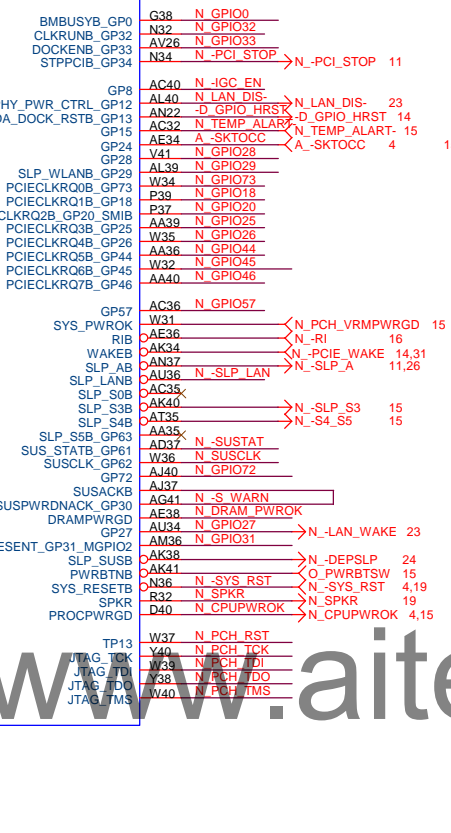 BMBUSYB_GP0 G38 N_GPIO0
CLKRUNB_GP32 N32 N_GPIO32
DOCKENB_GP33 AV26 N_GPIO33
STPPCIB_GP34 N34 N_-PCI_STOP N_-PCI_STOP 11
GP8 AC40 N_-IGC_EN
PHY_PWR_CTRL_GP12 AL40 N_LAN_DIS- N_LAN_DIS- 23
DA_DOCK_RSTB_GP13 AN22 -D_GPIO_HRST -D_GPIO_HRST 14
GP15 AC32 N_TEMP_ALART- N_TEMP_ALART- 15
GP24 AE34 A_-SKTOCC A_-SKTOCC 4 1
GP28 V41 N_GPIO28
SLP_WLANB_GP29 AL39 N_GPIO29
PCIECLKRQ0B_GP73 W34 N_GPIO73
PCIECLKRQ1B_GP18 P39 N_GPIO18
CLKRQ2B_GP20_SMIB P37 N_GPIO20
PCIECLKRQ3B_GP25 AA39 N_GPIO25
PCIECLKRQ4B_GP26 W35 N_GPIO26
PCIECLKRQ5B_GP44 AA36 N_GPIO44
PCIECLKRQ6B_GP45 W32 N_GPIO45
PCIECLKRQ7B_GP46 AA40 N_GPIO46
GP57 AC36 N_GPIO57
SYS_PWROK W31 N_PCH_VRMPWRGD 15
RIB AE36 N_-RI 16
WAKEB AK34 N_-PCIE_WAKE 14,31
SLP_AB AN37 N_-SLP_A 11,26
SLP_LANB AU36 N_-SLP_LAN
SLP_S0B AC35
SLP_S3B AK40 N_-SLP_S3 15
SLP_S4B AT35 N_-S4_S5 15
SLP_S5B_GP63 AA35
SUS_STATB_GP61 AD37 N_-SUSTAT
SUSCLK_GP62 W36 N_SUSCLK
GP72 AJ40 N_GPIO72
SUSACKB AJ37
SUSPWRDNACK_GP30 AG41 N_-S_WARN
DRAMPWRGD AE38 N_DRAM_PWROK
GP27 AU34 N_GPIO27 N_-LAN_WAKE 23
ESENT_GP31_MGPIO2 AM36 N_GPIO31
SLP_SUSB AK38 N_-DEPSLP 24
PWRBTNB AK41 O_PWRBTSW 15
SYS_RESETB N36 N_-SYS_RST N_-SYS_RST 4,19
SPKR R32 N_SPKR N_SPKR 19
PROCPWRGD D40 N_CPUPWROK N_CPUPWROK 4,15
TP13 W37 N_PCH_RST
JTAG_TCK Y40 N_PCH_TCK
JTAG_TDI W39 N_PCH_TDI
JTAG_TDO Y38 N_PCH_TDO
JTAG_TMS W40 N_PCH_TMS
www.aite